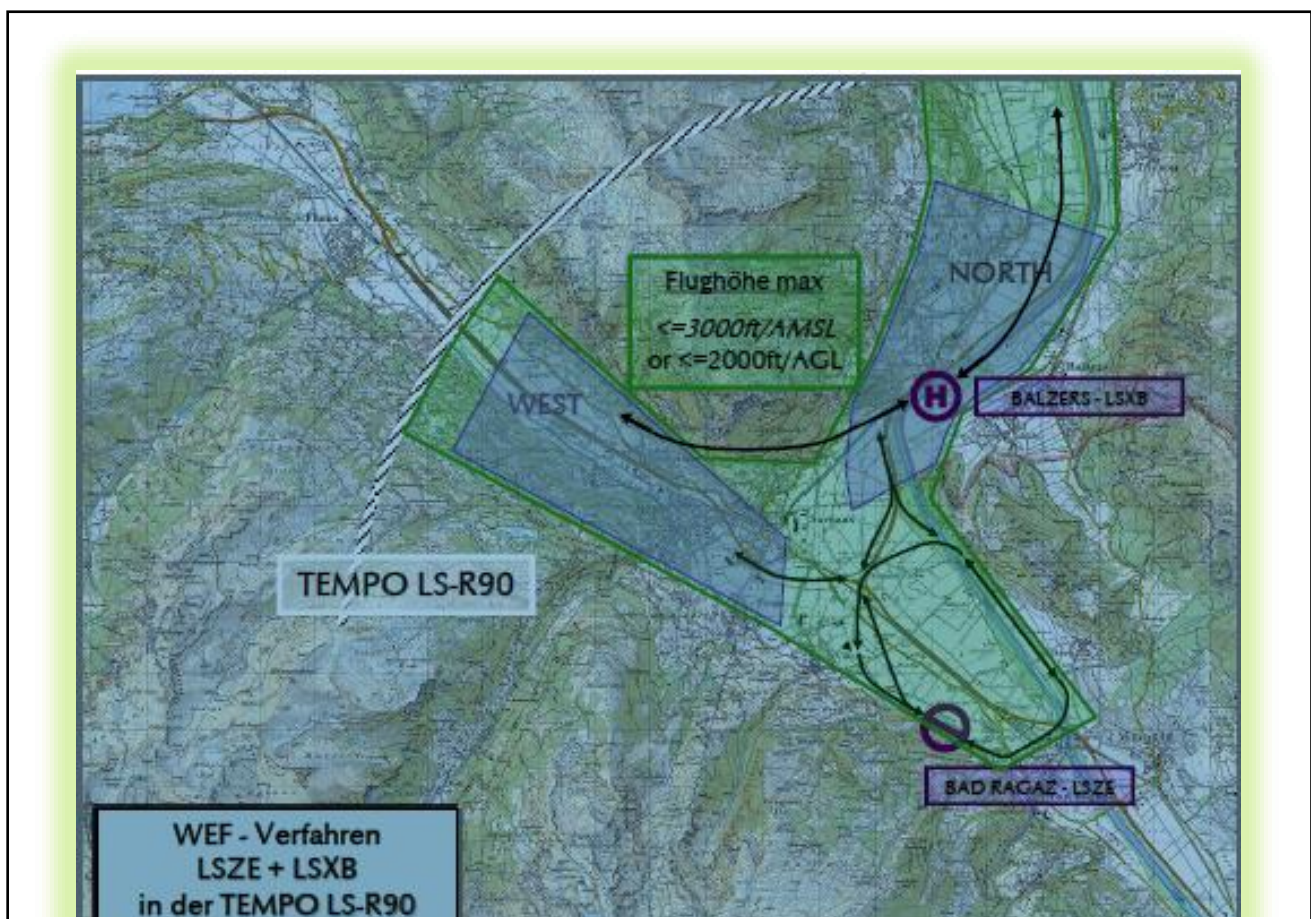 NORTH
Flughöhe max
<=3000ft/AMSL
or <=2000ft/AGL
WEST
H
BALZERS - LSXB
TEMPO LS-R90
BAD RAGAZ - LSZE
WEF - Verfahren
LSZE + LSXB
in der TEMPO LS-R90